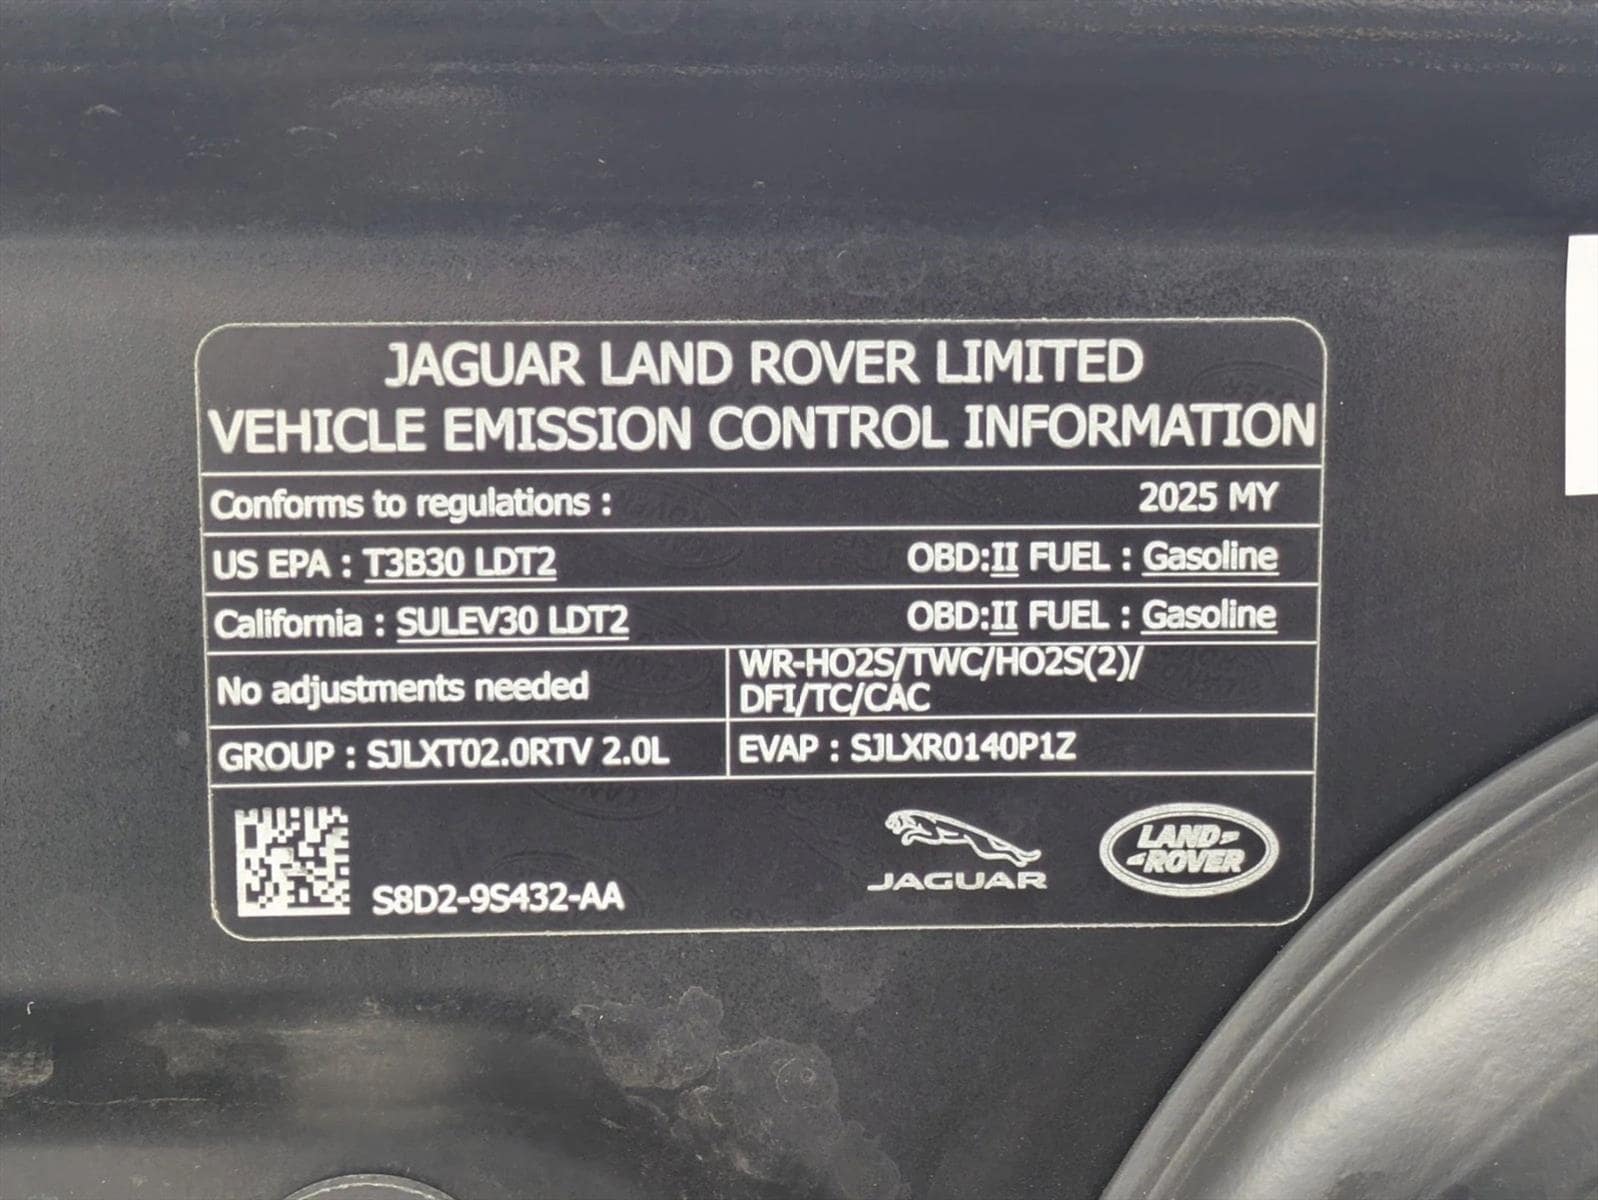 JAGUAR LAND ROVER LIMITED
VEHICLE EMISSION CONTROL INFORMATION
Conforms to regulations : 2025 MY
US EPA : T3B30 LDT2 OBD:II FUEL : Gasoline
California : SULEV30 LDT2 OBD:II FUEL : Gasoline
No adjustments needed
WR-HO2S/TWC/HO2S(2)/
DFI/TC/CAC
GROUP : SJLXT02.0RTV 2.0L
EVAP : SJLXR0140P1Z
S8D2-9S432-AA
JAGUAR
LAND
ROVER